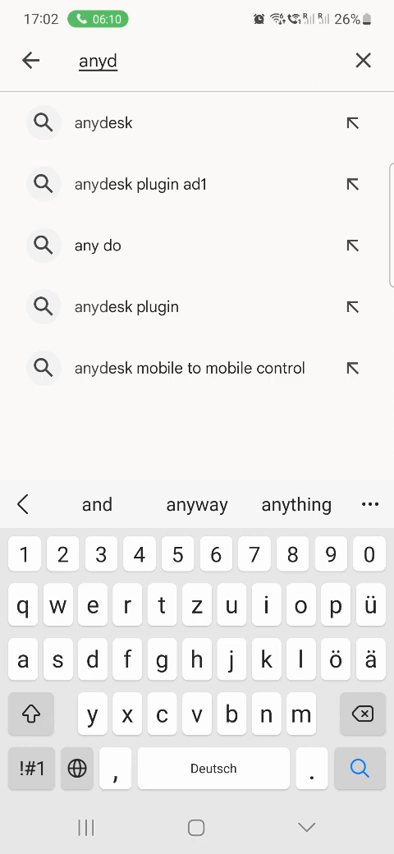 17:02 06:10 26%
anyd
anydesk
anydesk plugin ad1
any do
anydesk plugin
anydesk mobile to mobile control
and anyway anything
1 2 3 4 5 6 7 8 9 0
q w e r t z u i o p ü
a s d f g h j k l ö ä
y x c v b n m
!#1 , Deutsch .